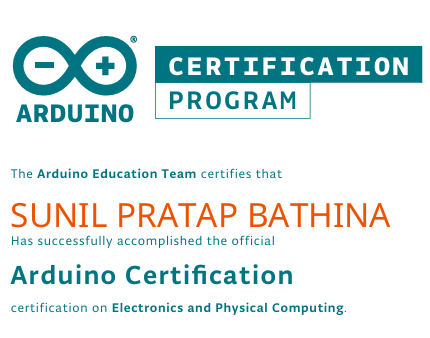 ARDUINO
CERTIFICATION
PROGRAM
The Arduino Education Team certifies that
SUNIL PRATAP BATHINA
Has successfully accomplished the official
Arduino Certification
certification on Electronics and Physical Computing.